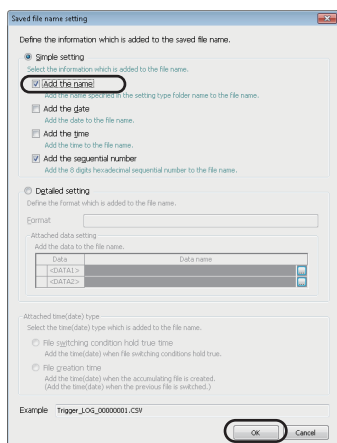 Saved file name setting
Define the information which is added to the saved file name.
Simple setting
Select the information which is added to the file name.
Add the name
Add the name specified in the setting type folder name to the file name.
Add the date
Add the date to the file name.
Add the time
Add the time to the file name.
Add the sequential number
Add the 8 digits hexadecimal sequential number to the file name.
Detailed setting
Define the format which is added to the file name.
Format
Attached data setting
Add the data to the file name.
Data Data name
<DATA1> ...
<DATA2> ...
Attached time(date) type
Select the time(date) type which is added to the file name.
File switching condition hold true time
Add the time(date) when file switching conditions hold true.
File creation time
Add the time(date) when the accumulating file is created.
(Add the time(date) when the previous file is switched.)
Example Trigger_LOG_00000001.CSV
OK Cancel